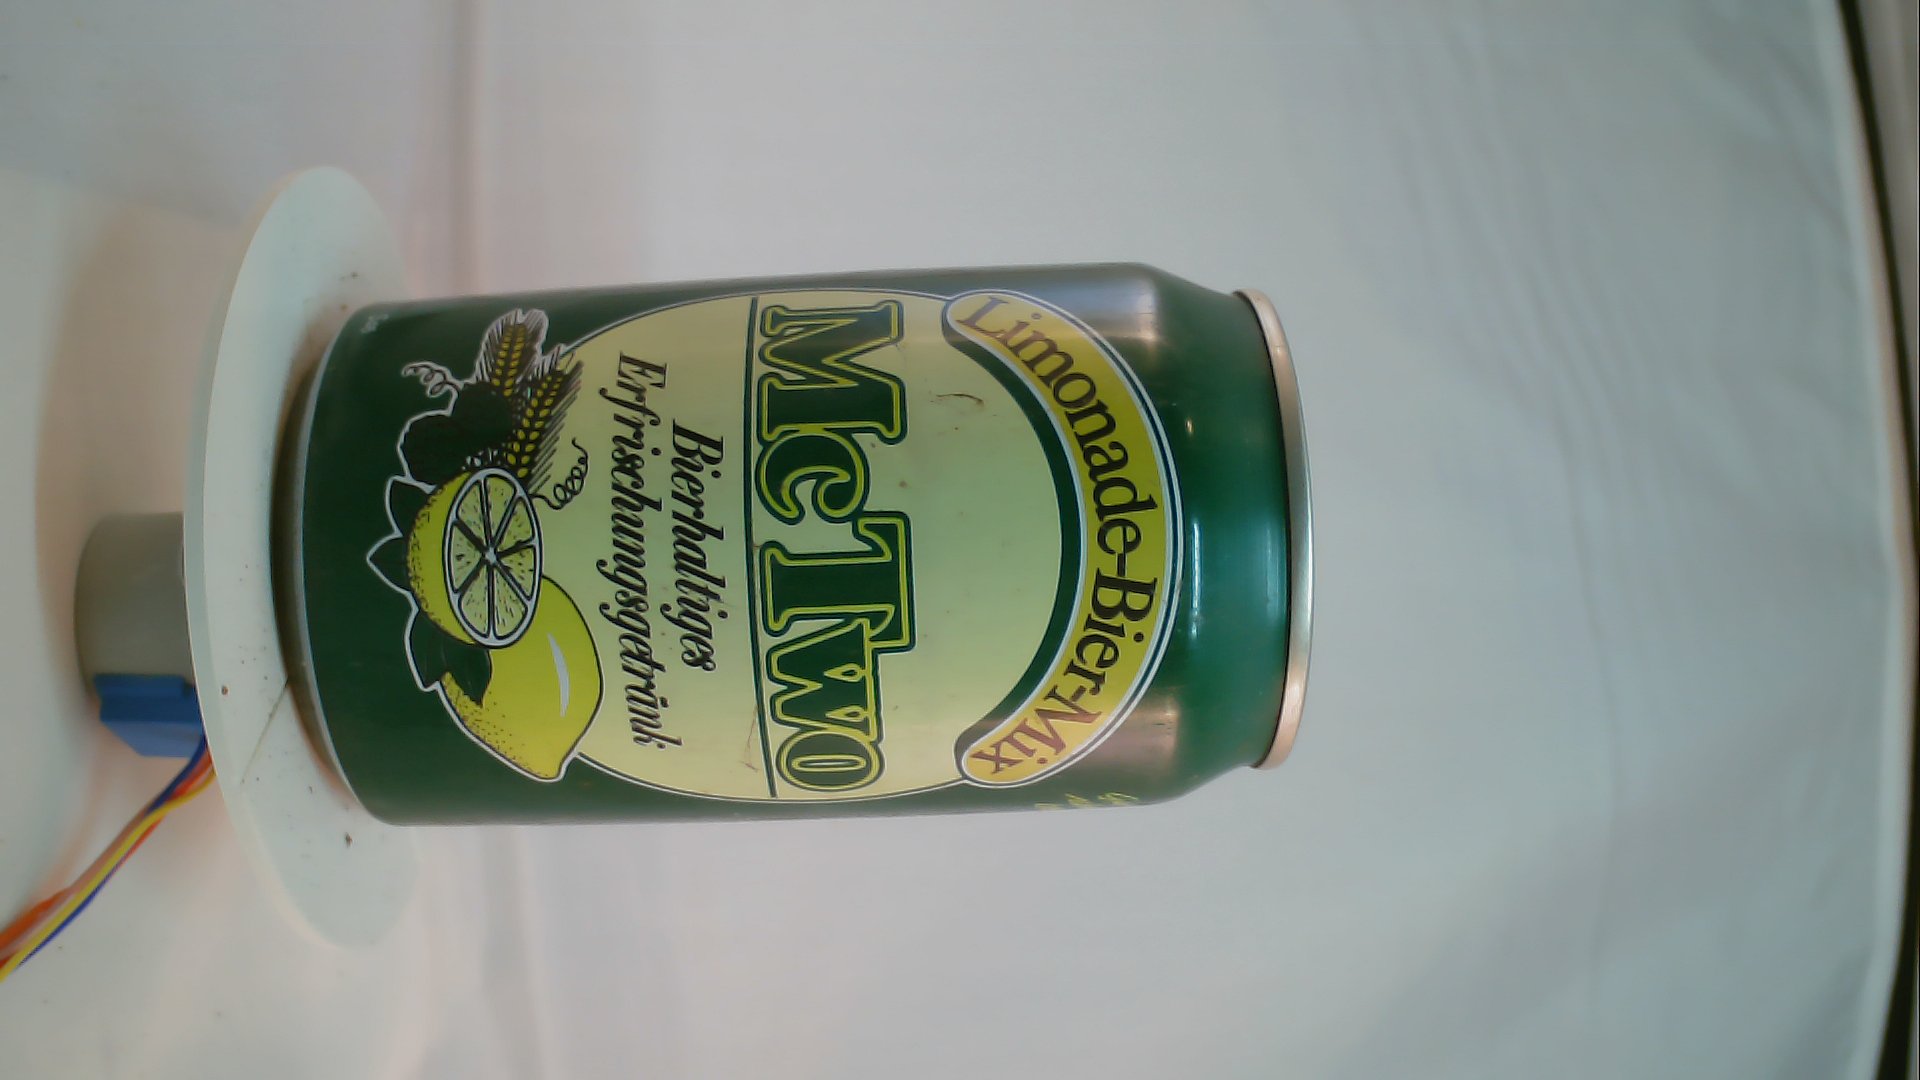 Limonade-Bier-Mix
McTwo
Bierhaltiges
Erfrischungsgetränk